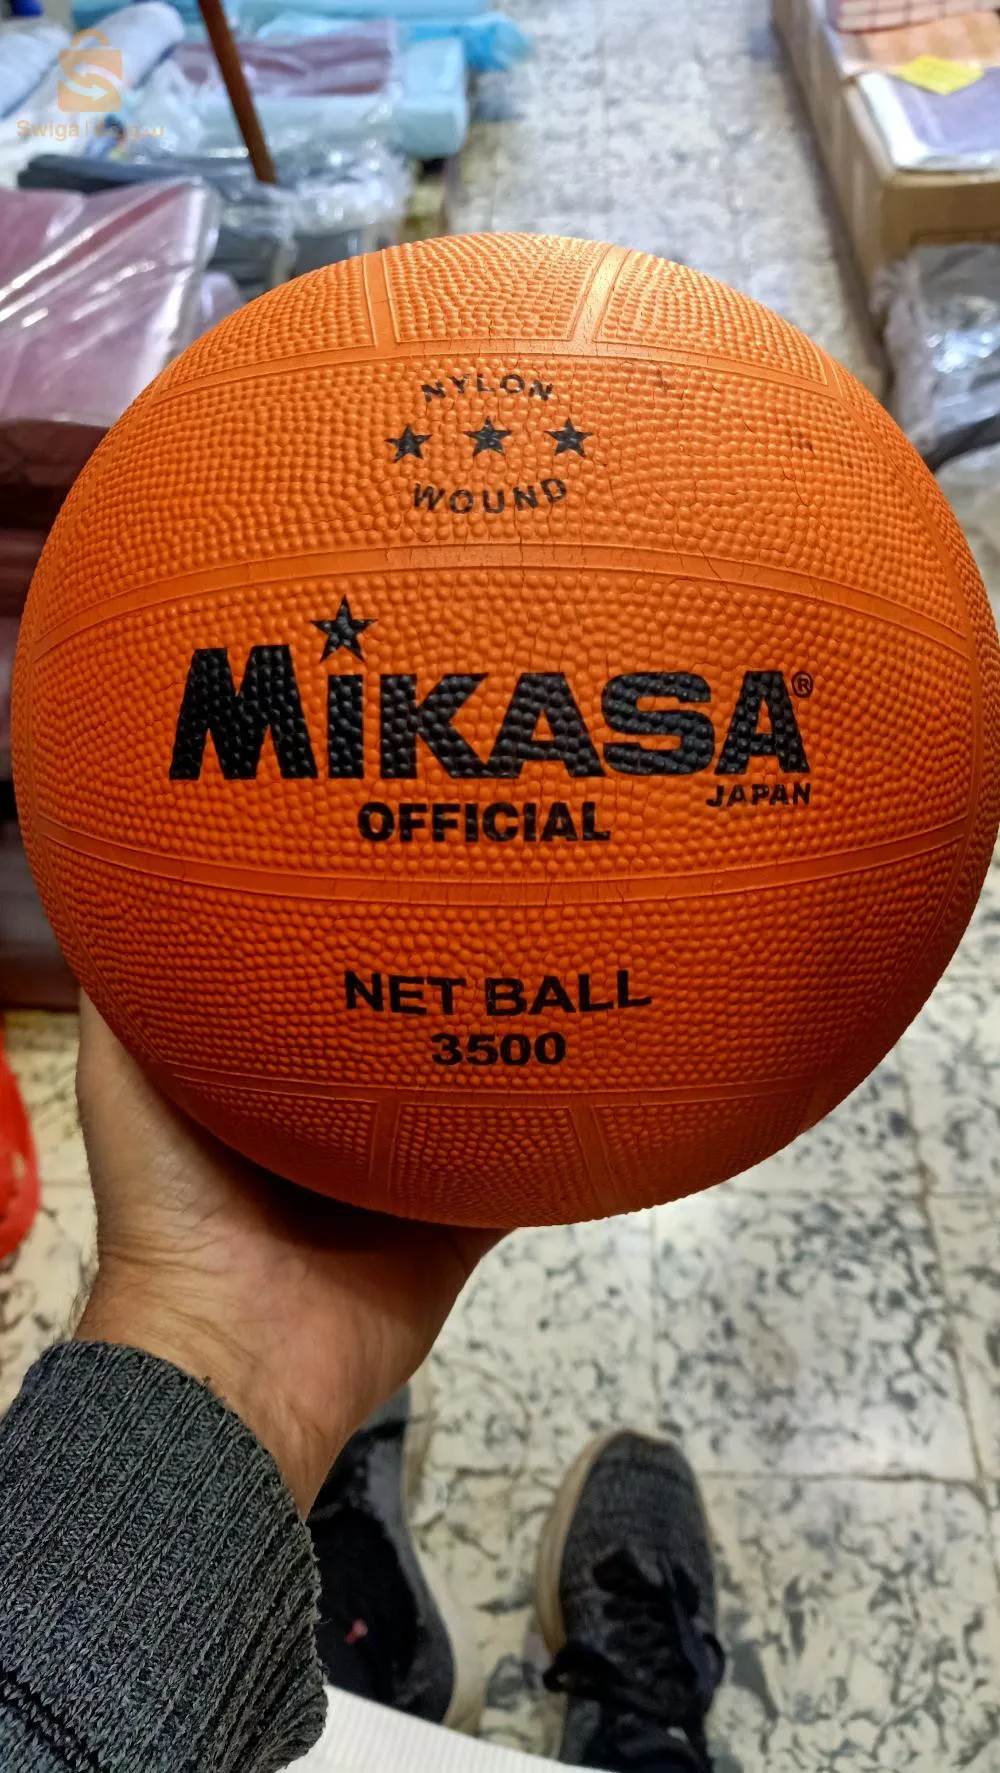 NYLON
WOUND
MIKASA®
JAPAN
OFFICIAL
NET BALL
3500